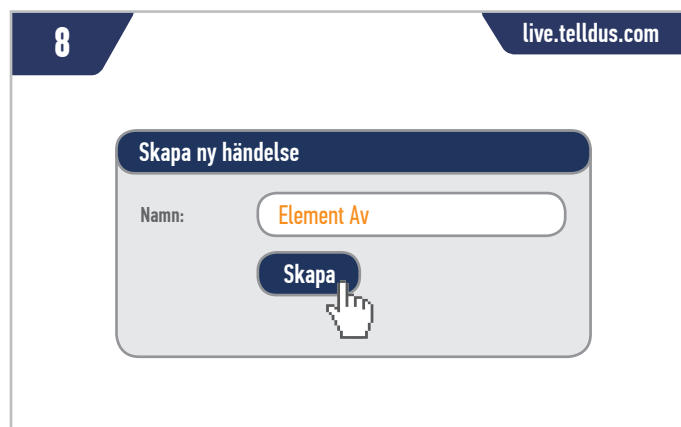 8
live.telldus.com
Skapa ny händelse
Namn: Element Av
Skapa